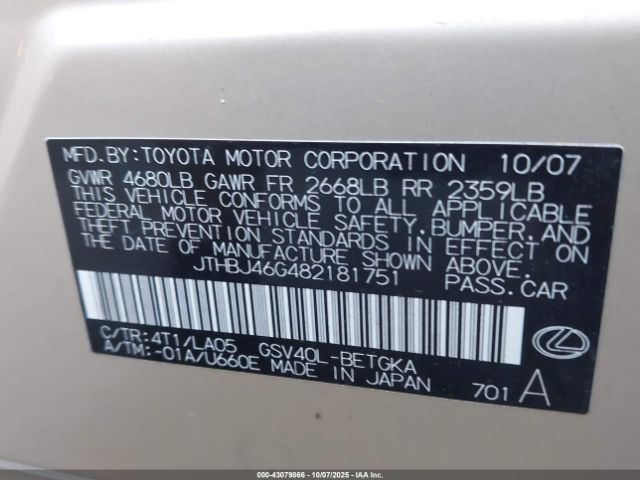 MFD.BY:TOYOTA MOTOR CORPORATION 10/07
GVWR 4680LB GAWR FR 2668LB RR 2359LB
THIS VEHICLE CONFORMS TO ALL APPLICABLE
FEDERAL MOTOR VEHICLE SAFETY,BUMPER, AND
THEFT PREVENTION STANDARDS IN EFFECT ON
THE DATE OF MANUFACTURE SHOWN ABOVE.
JTHBJ46G482181751 PASS.CAR
C/TR:4T1/LA05 GSV40L-BETGKA
A/TM:-01A/U660E MADE IN JAPAN 701 A
000-43079866 - 10/07/2025 - IAAI.COM